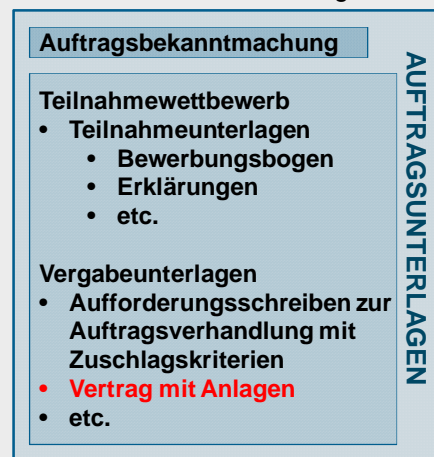 Auftragsbekanntmachung
Teilnahmewettbewerb
• Teilnahmeunterlagen
• Bewerbungsbogen
• Erklärungen
• etc.
Vergabeunterlagen
• Aufforderungsschreiben zur
Auftragsverhandlung mit
Zuschlagskriterien
• Vertrag mit Anlagen
• etc.
AUFTRAGSUNTERLAGEN